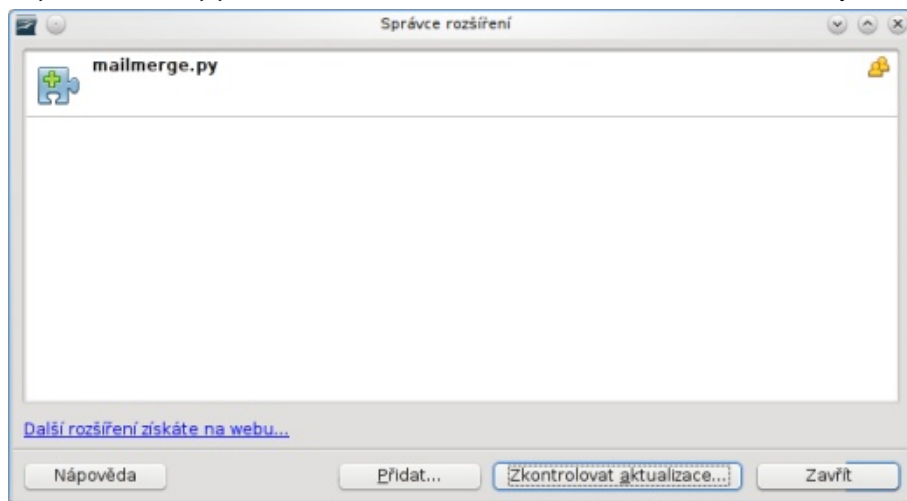 Správce rozšíření
mailmerge.py
Další rozšíření získáte na webu...
Nápověda
Přidat...
Zkontrolovat aktualizace...
Zavřít